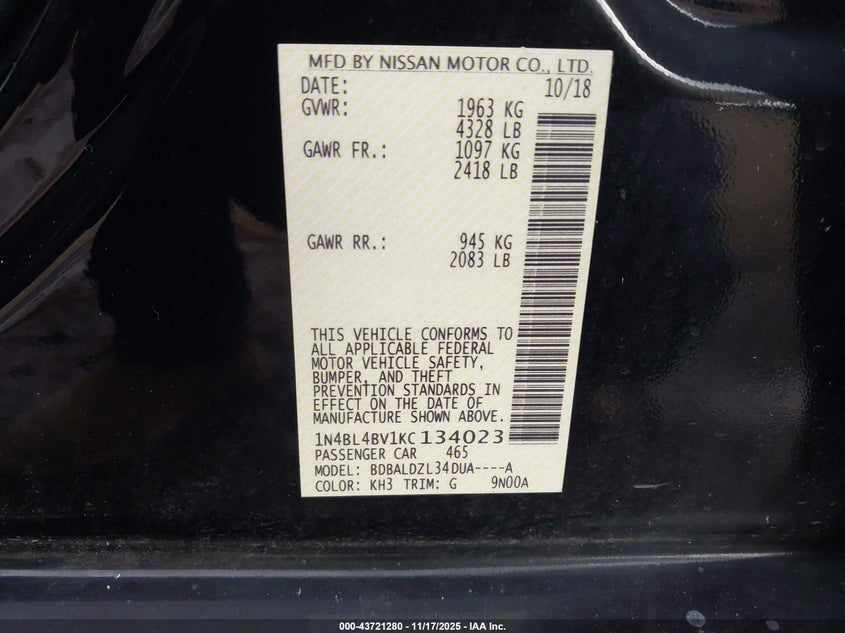 MFD BY NISSAN MOTOR CO., LTD.
DATE: 10/18
GVWR: 1963 KG
4328 LB
GAWR FR.: 1097 KG
2418 LB
GAWR RR.: 945 KG
2083 LB
THIS VEHICLE CONFORMS TO
ALL APPLICABLE FEDERAL
MOTOR VEHICLE SAFETY,
BUMPER, AND THEFT
PREVENTION STANDARDS IN
EFFECT ON THE DATE OF
MANUFACTURE SHOWN ABOVE.
1N4BL4BV1KC134023
PASSENGER CAR 465
MODEL: BDBALDZL34DUA----A
COLOR: KH3 TRIM: G 9N00A
000-43721280 - 11/17/2025 - IAA Inc.